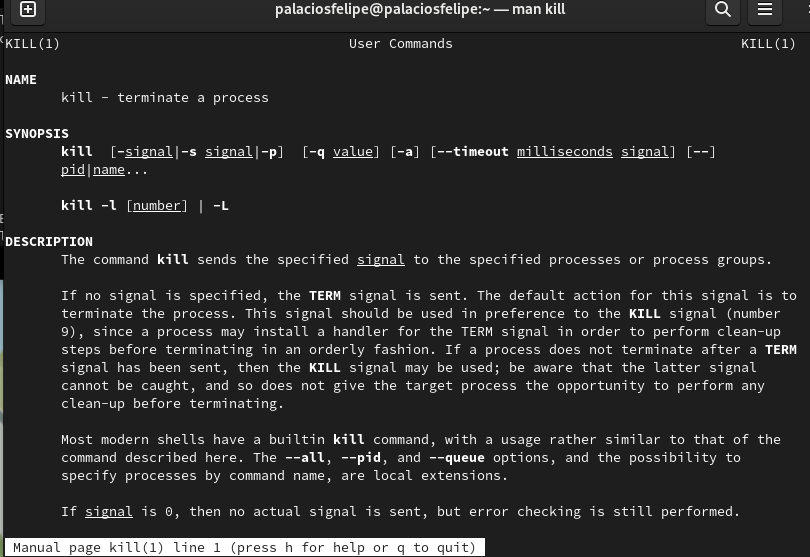 palaciosfelipe@palaciosfelipe:~ — man kill
KILL(1) User Commands KILL(1)
NAME
kill - terminate a process
SYNOPSIS
kill [-signal|-s signal|-p] [-q value] [-a] [--timeout milliseconds signal] [--]
pid|name...
kill -l [number] | -L
DESCRIPTION
The command kill sends the specified signal to the specified processes or process groups.
If no signal is specified, the TERM signal is sent. The default action for this signal is to
terminate the process. This signal should be used in preference to the KILL signal (number
9), since a process may install a handler for the TERM signal in order to perform clean-up
steps before terminating in an orderly fashion. If a process does not terminate after a TERM
signal has been sent, then the KILL signal may be used; be aware that the latter signal
cannot be caught, and so does not give the target process the opportunity to perform any
clean-up before terminating.
Most modern shells have a builtin kill command, with a usage rather similar to that of the
command described here. The --all, --pid, and --queue options, and the possibility to
specify processes by command name, are local extensions.
If signal is 0, then no actual signal is sent, but error checking is still performed.
Manual page kill(1) line 1 (press h for help or q to quit)